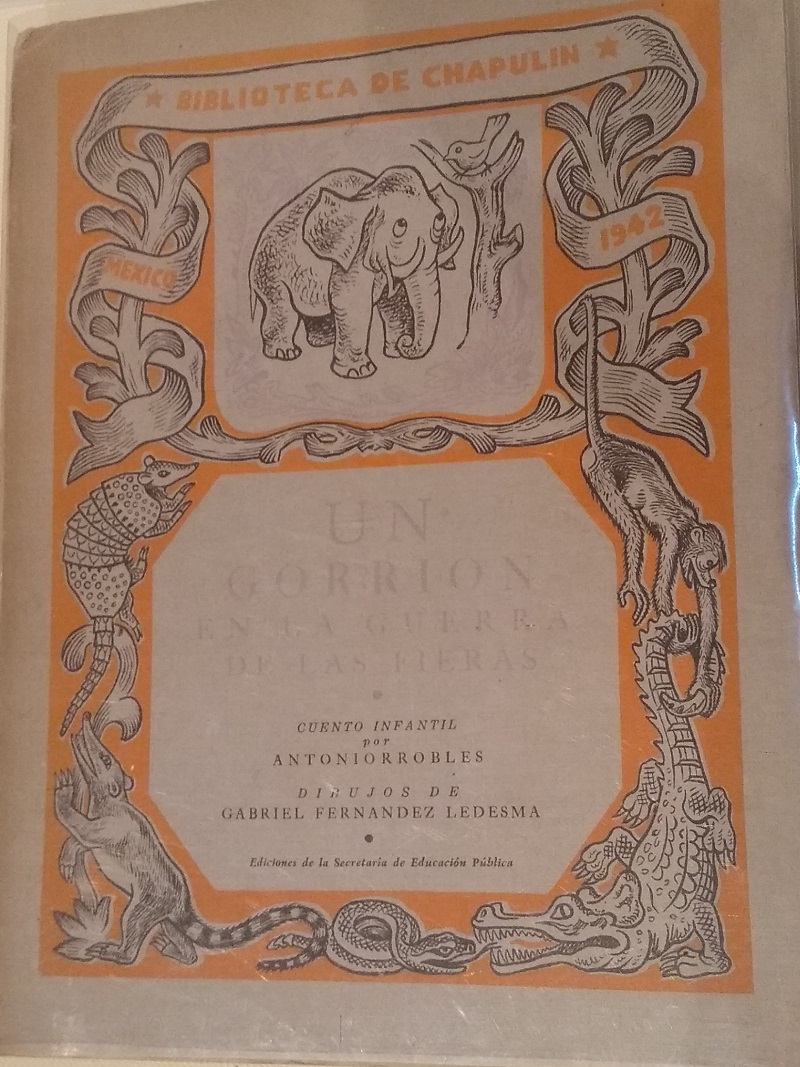 ★ BIBLIOTECA DE CHAPULIN ★
MEXICO
1942
UN
GORRION
EN LA GUERRA
DE LAS FIERAS
CUENTO INFANTIL
por
ANTONIORROBLES
DIBUJOS DE
GABRIEL FERNANDEZ LEDESMA
Ediciones de la Secretaría de Educación Pública